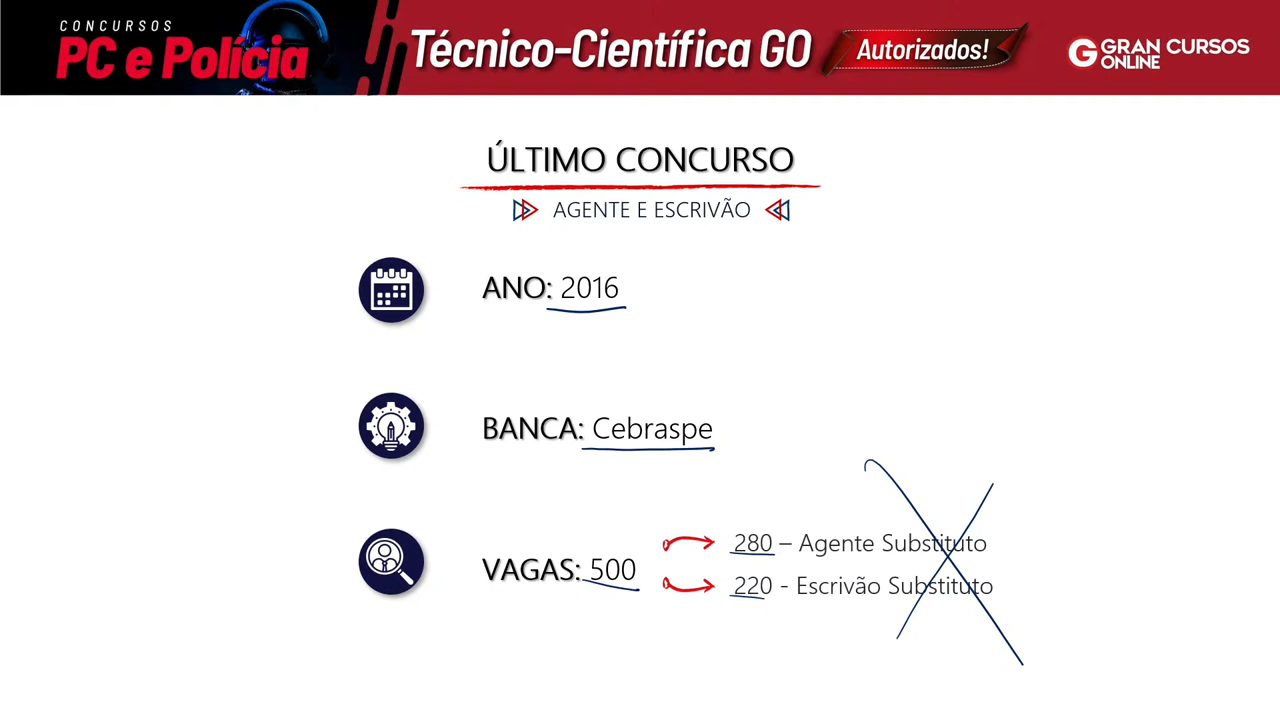 CONCURSOS
PC e Polícia Técnico-Científica GO Autorizados!
GRAN CURSOS
ONLINE
ÚLTIMO CONCURSO
AGENTE E ESCRIVÃO
ANO: 2016
BANCA: Cebraspe
VAGAS: 500
280 – Agente Substituto
220 - Escrivão Substituto